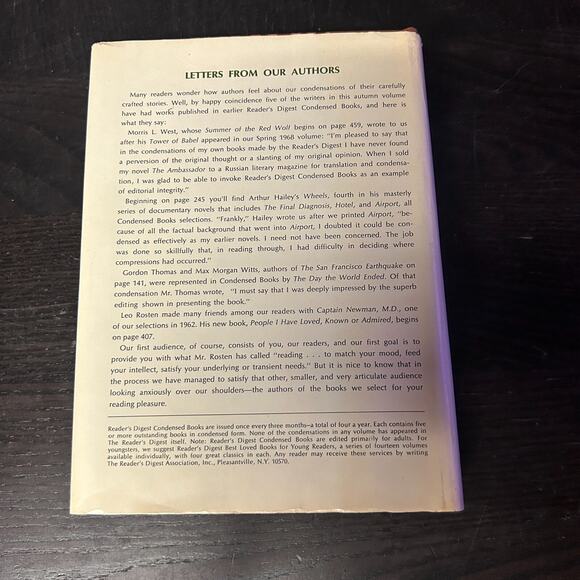 LETTERS FROM OUR AUTHORS
Many readers wonder how authors feel about our condensations of their carefully
crafted stories. Well, by happy coincidence five of the writers in this autumn volume
have had works published in earlier Reader's Digest Condensed Books, and here is
what they say:
Morris L. West, whose Summer of the Red Wolf begins on page 459, wrote to us
after his Tower of Babel appeared in our Spring 1968 volume: "I'm pleased to say that
in the condensations of my own books made by the Reader's Digest I have never found
a perversion of the original thought or a slanting of my original opinion. When I sold
my novel The Ambassador to a Russian literary magazine for translation and condensa-
tion, I was glad to be able to invoke Reader's Digest Condensed Books as an example
of editorial integrity."
Beginning on page 245 you'll find Arthur Hailey's Wheels, fourth in his masterly
series of documentary novels that includes The Final Diagnosis, Hotel, and Airport, all
Condensed Books selections. "Frankly," Hailey wrote us after we printed Airport, "be-
cause of all the factual background that went into Airport, I doubted it could be con-
densed as effectively as my earlier novels. I need not have been concerned. The job
was done so skillfully that, in reading through, I had difficulty in deciding where
compressions had occurred."
Gordon Thomas and Max Morgan Witts, authors of The San Francisco Earthquake on
page 141, were represented in Condensed Books by The Day the World Ended. Of that
condensation Mr. Thomas wrote, "I must say that I was deeply impressed by the superb
editing shown in presenting the book."
Leo Rosten made many friends among our readers with Captain Newman, M.D., one
of our selections in 1962. His new book, People I Have Loved, Known or Admired, begins
on page 407.
Our first audience, of course, consists of you, our readers, and our first goal is to
provide you with what Mr. Rosten has called "reading . . . to match your mood, feed
your intellect, satisfy your underlying or transient needs." But it is nice to know that in
the process we have managed to satisfy that other, smaller, and very articulate audience
looking anxiously over our shoulders—the authors of the books we select for your
reading pleasure.
Reader's Digest Condensed Books are issued once every three months—a total of four a year. Each contains five
or more outstanding books in condensed form. None of the condensations in any volume has appeared in
The Reader's Digest itself. Note: Reader's Digest Condensed Books are edited primarily for adults. For
youngsters, we suggest Reader's Digest Best Loved Books for Young Readers, a series of fourteen volumes
available individually, with four great classics in each. Any reader may receive these services by writing
The Reader's Digest Association, Inc., Pleasantville, N.Y. 10570.